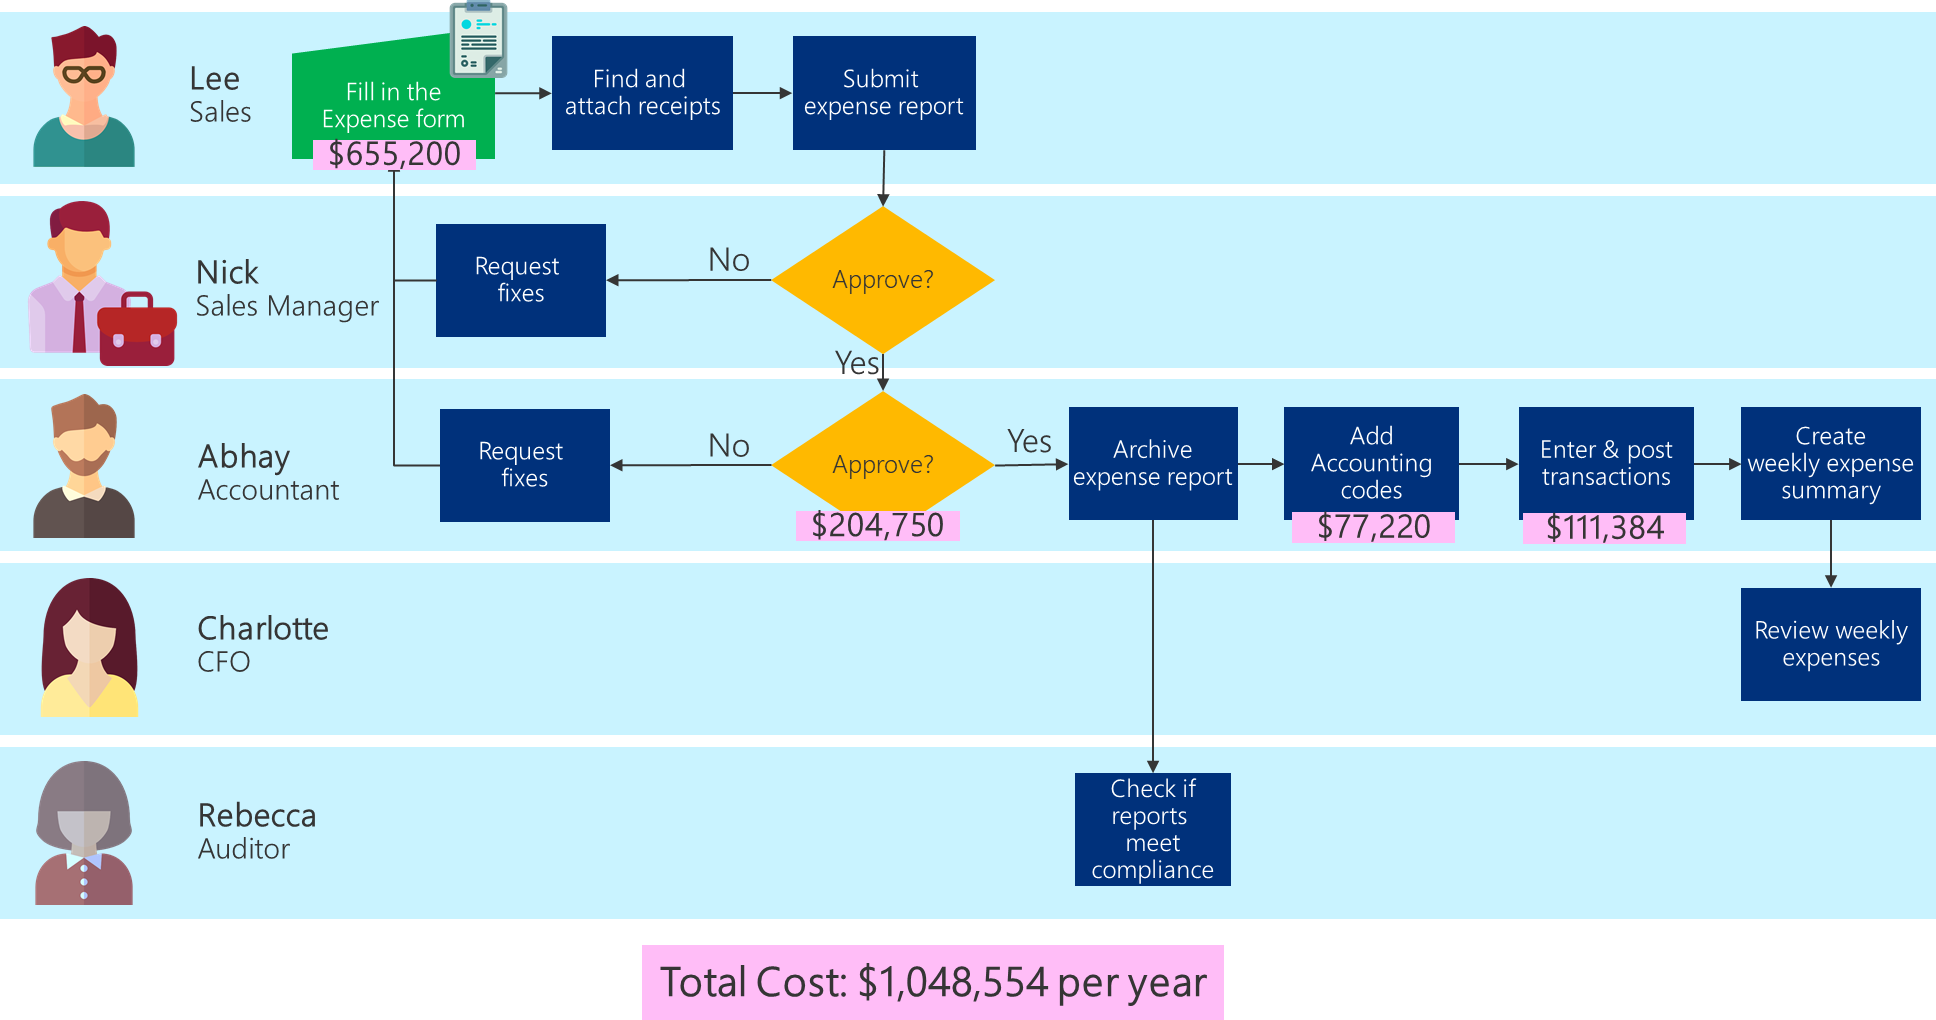 Lee
Sales
Fill in the
Expense form
$655,200
Find and
attach receipts
Submit
expense report
Nick
Sales Manager
Request
fixes
No
Approve?
Yes
Abhay
Accountant
Request
fixes
No
Approve?
$204,750
Yes
Archive
expense report
Add
Accounting
codes
$77,220
Enter & post
transactions
$111,384
Create
weekly expense
summary
Charlotte
CFO
Review weekly
expenses
Rebecca
Auditor
Check if
reports
meet
compliance
Total Cost: $1,048,554 per year